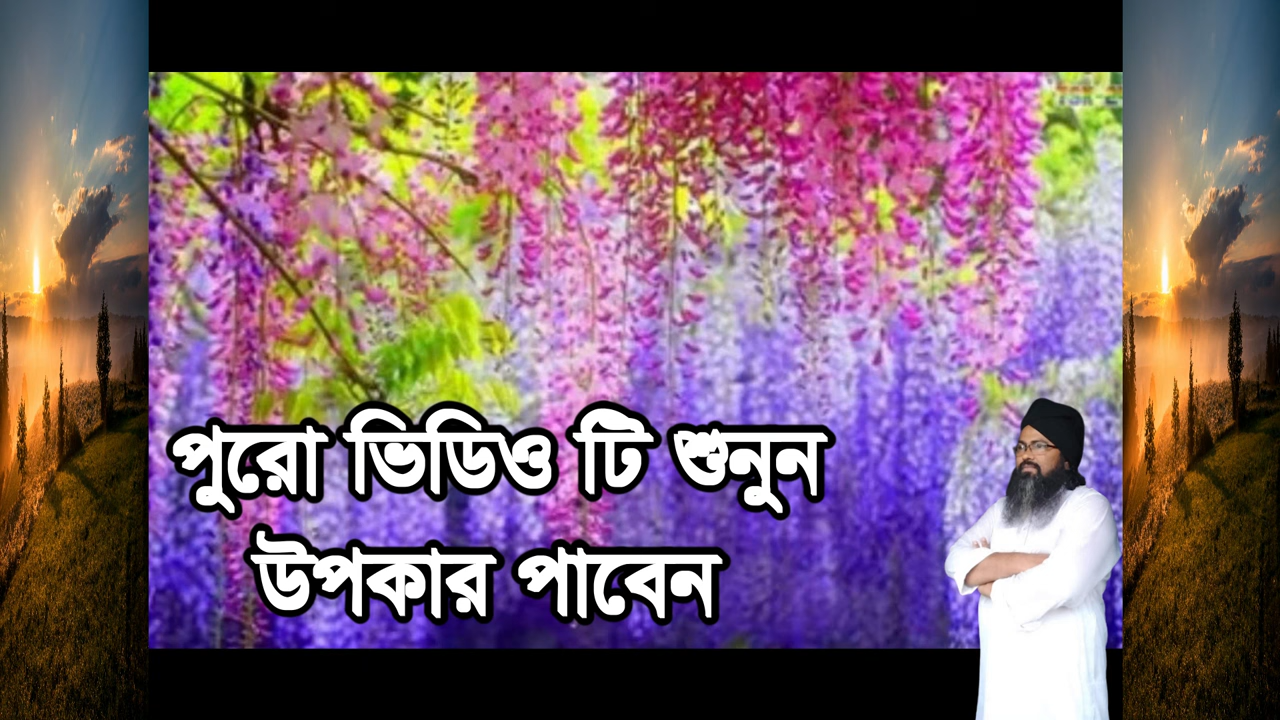 পুরো ভিডিও টি শুনুন
উপকার পাবেন